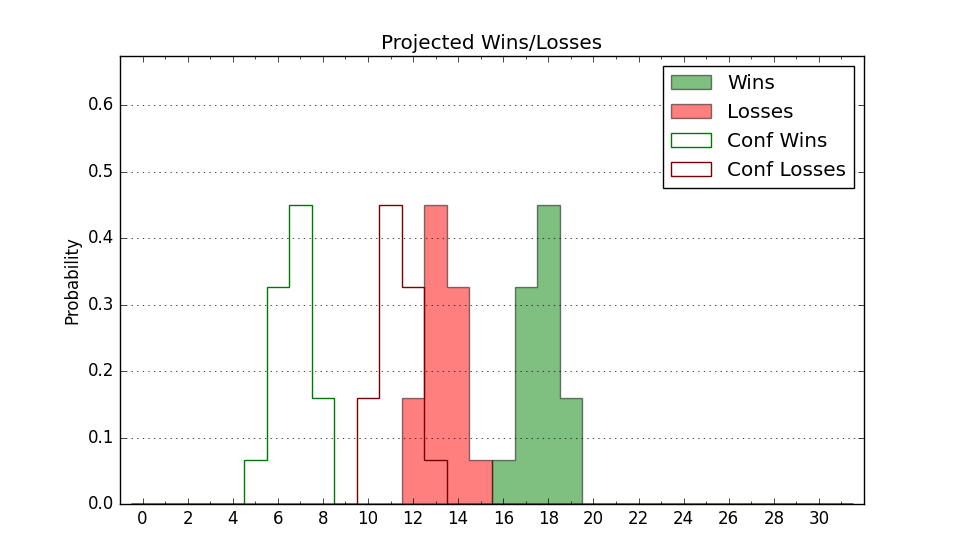 Projected Wins/Losses
Wins
Losses
Conf Wins
Conf Losses
Probability
0.6
0.5
0.4
0.3
0.2
0.1
0.0
0 2 4 6 8 10 12 14 16 18 20 22 24 26 28 30